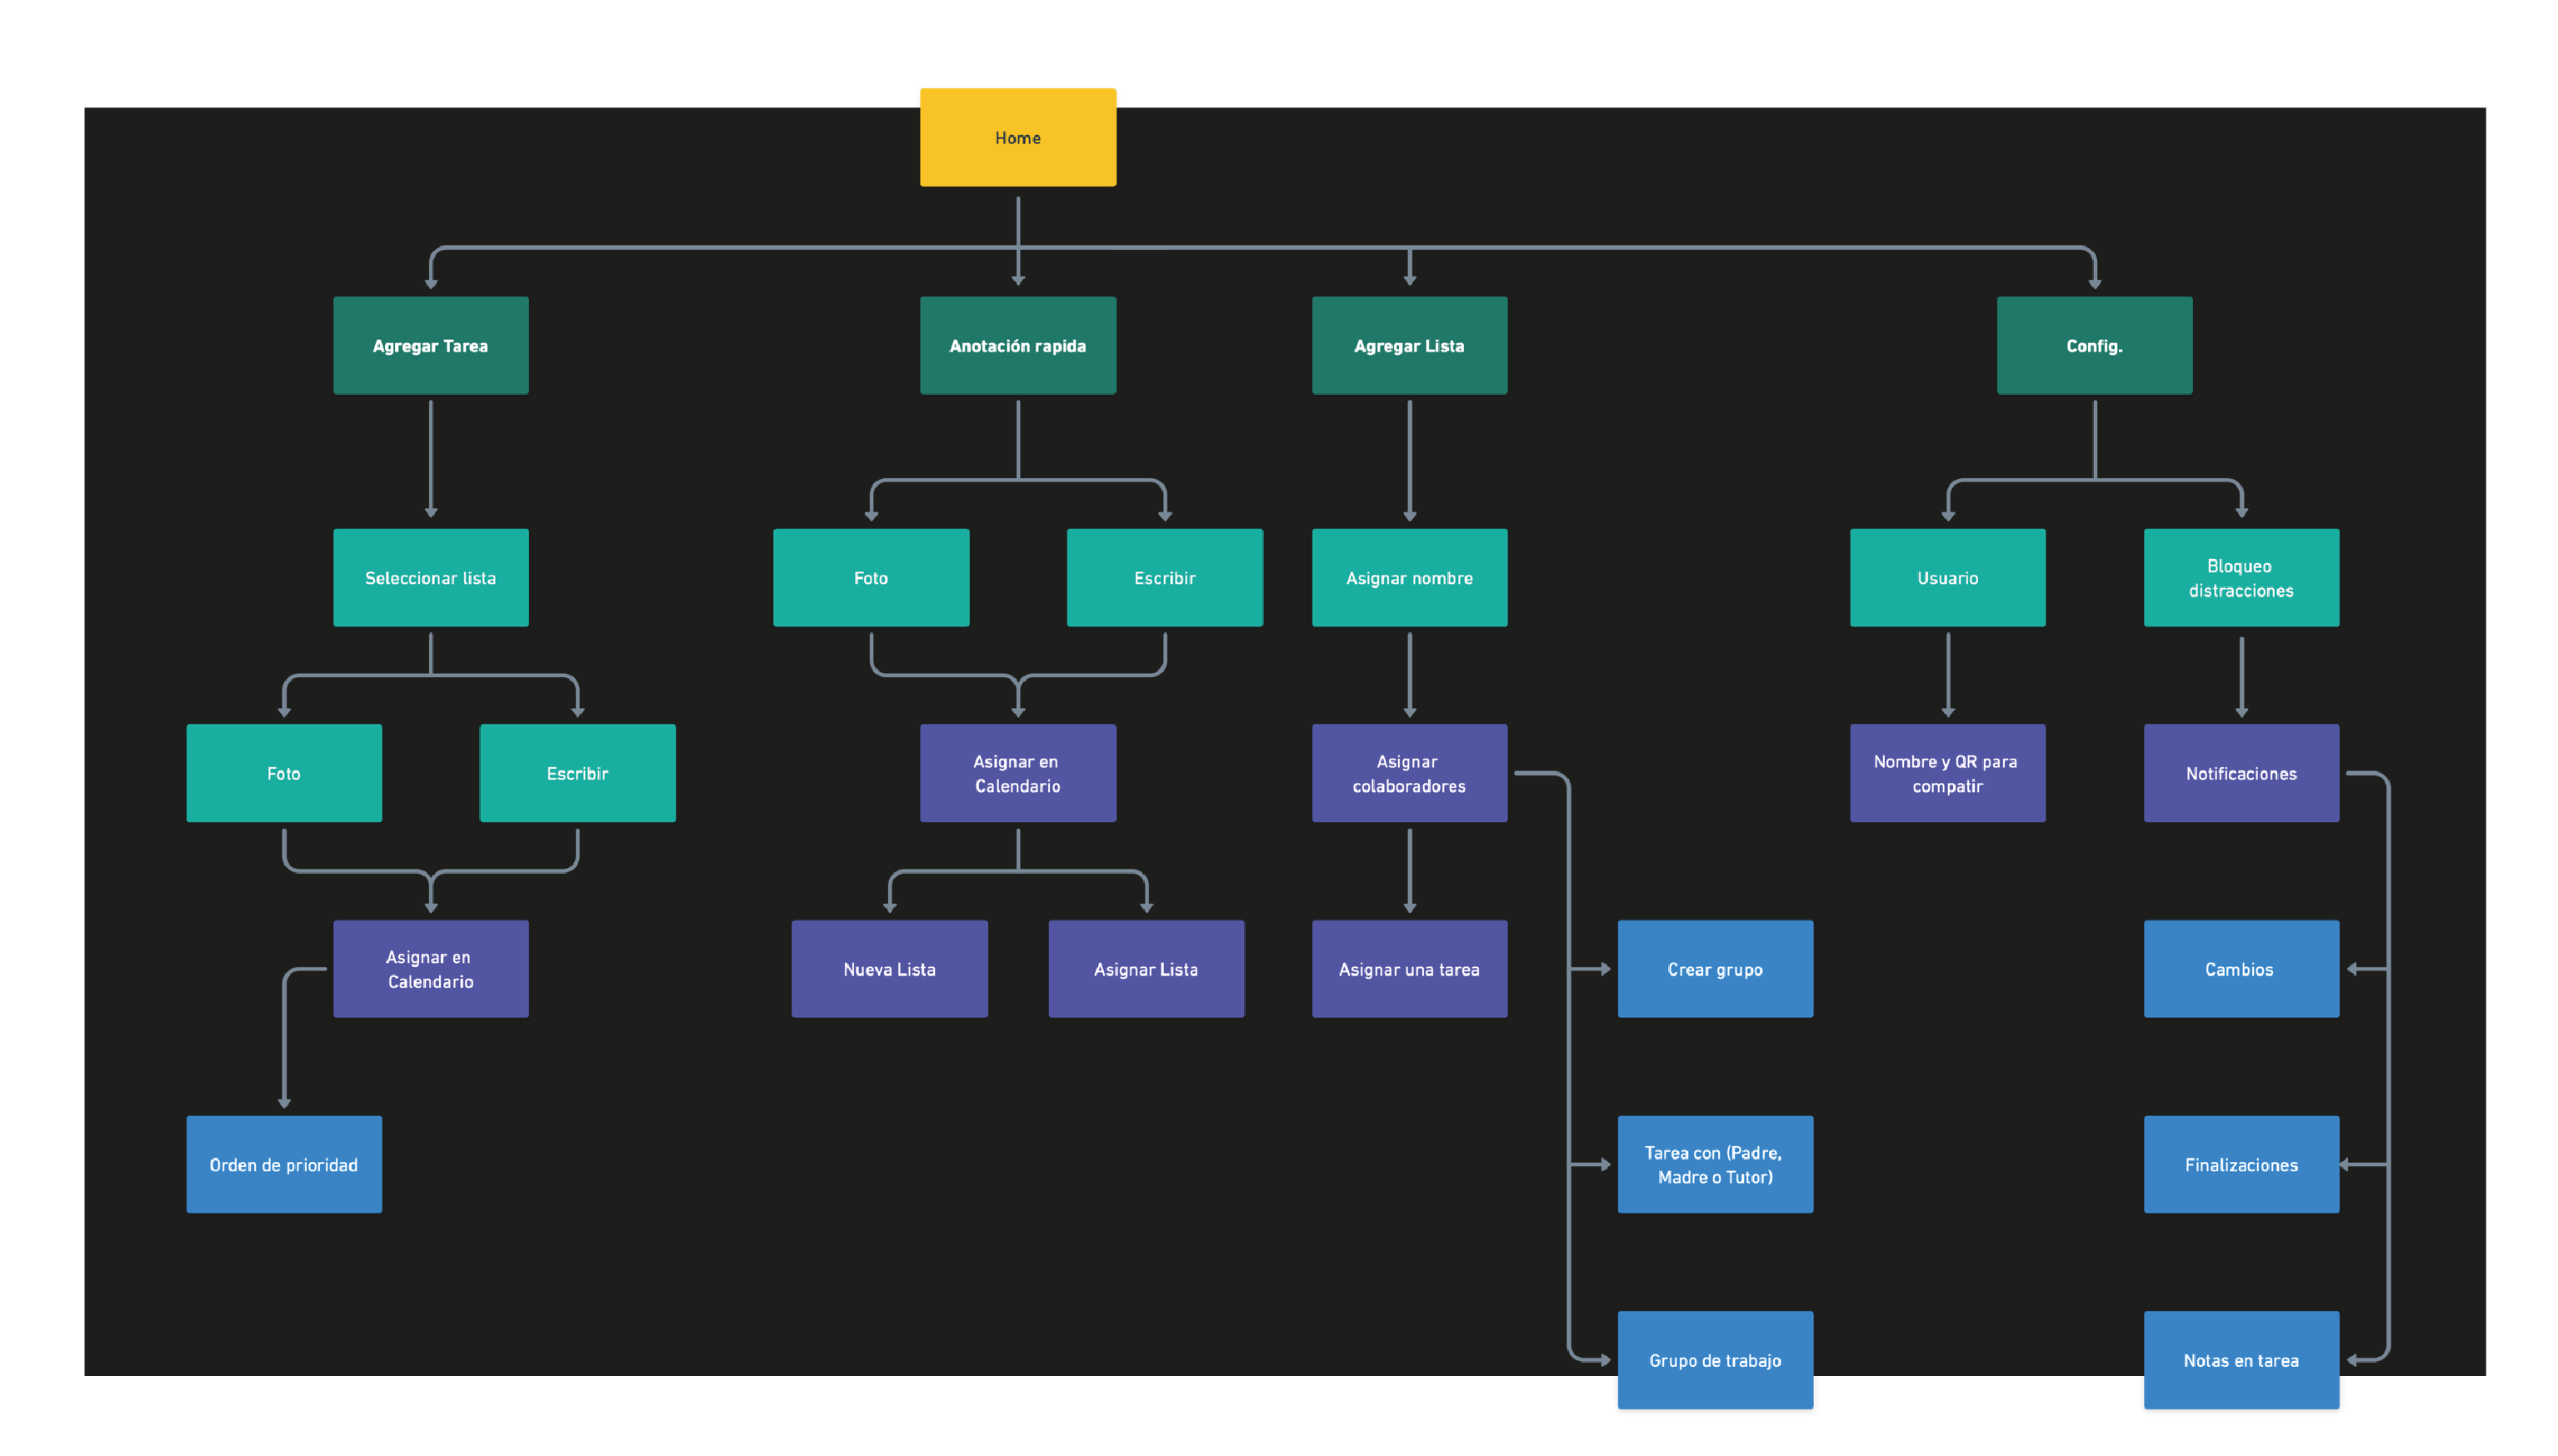 Home
Agregar Tarea
Anotación rapida
Agregar Lista
Config.
Seleccionar lista
Foto
Escribir
Asignar nombre
Usuario
Bloqueo
distracciones
Foto
Escribir
Asignar en
Calendario
Asignar
colaboradores
Nombre y QR para
compatir
Notificaciones
Asignar en
Calendario
Nueva Lista
Asignar Lista
Asignar una tarea
Crear grupo
Cambios
Orden de prioridad
Tarea con (Padre,
Madre o Tutor)
Finalizaciones
Grupo de trabajo
Notas en tarea